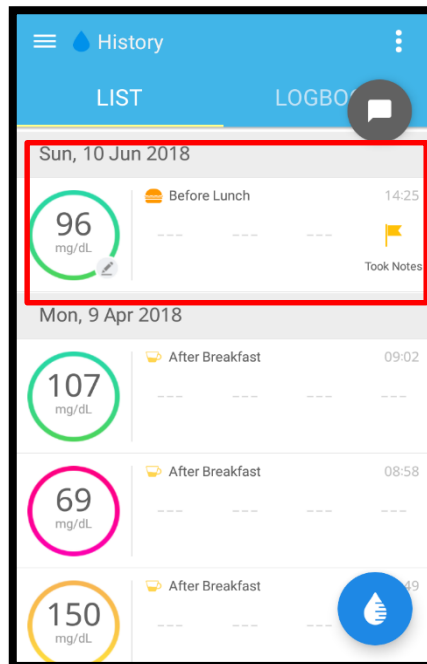 History
LIST LOGBO
Sun, 10 Jun 2018
Before Lunch 14:25
96
mg/dL
--- --- ---
Took Notes
Mon, 9 Apr 2018
After Breakfast 09:02
107
mg/dL
--- --- --- ---
After Breakfast 08:58
69
mg/dL
--- --- --- ---
After Breakfast 49
150
mg/dL
--- --- ---